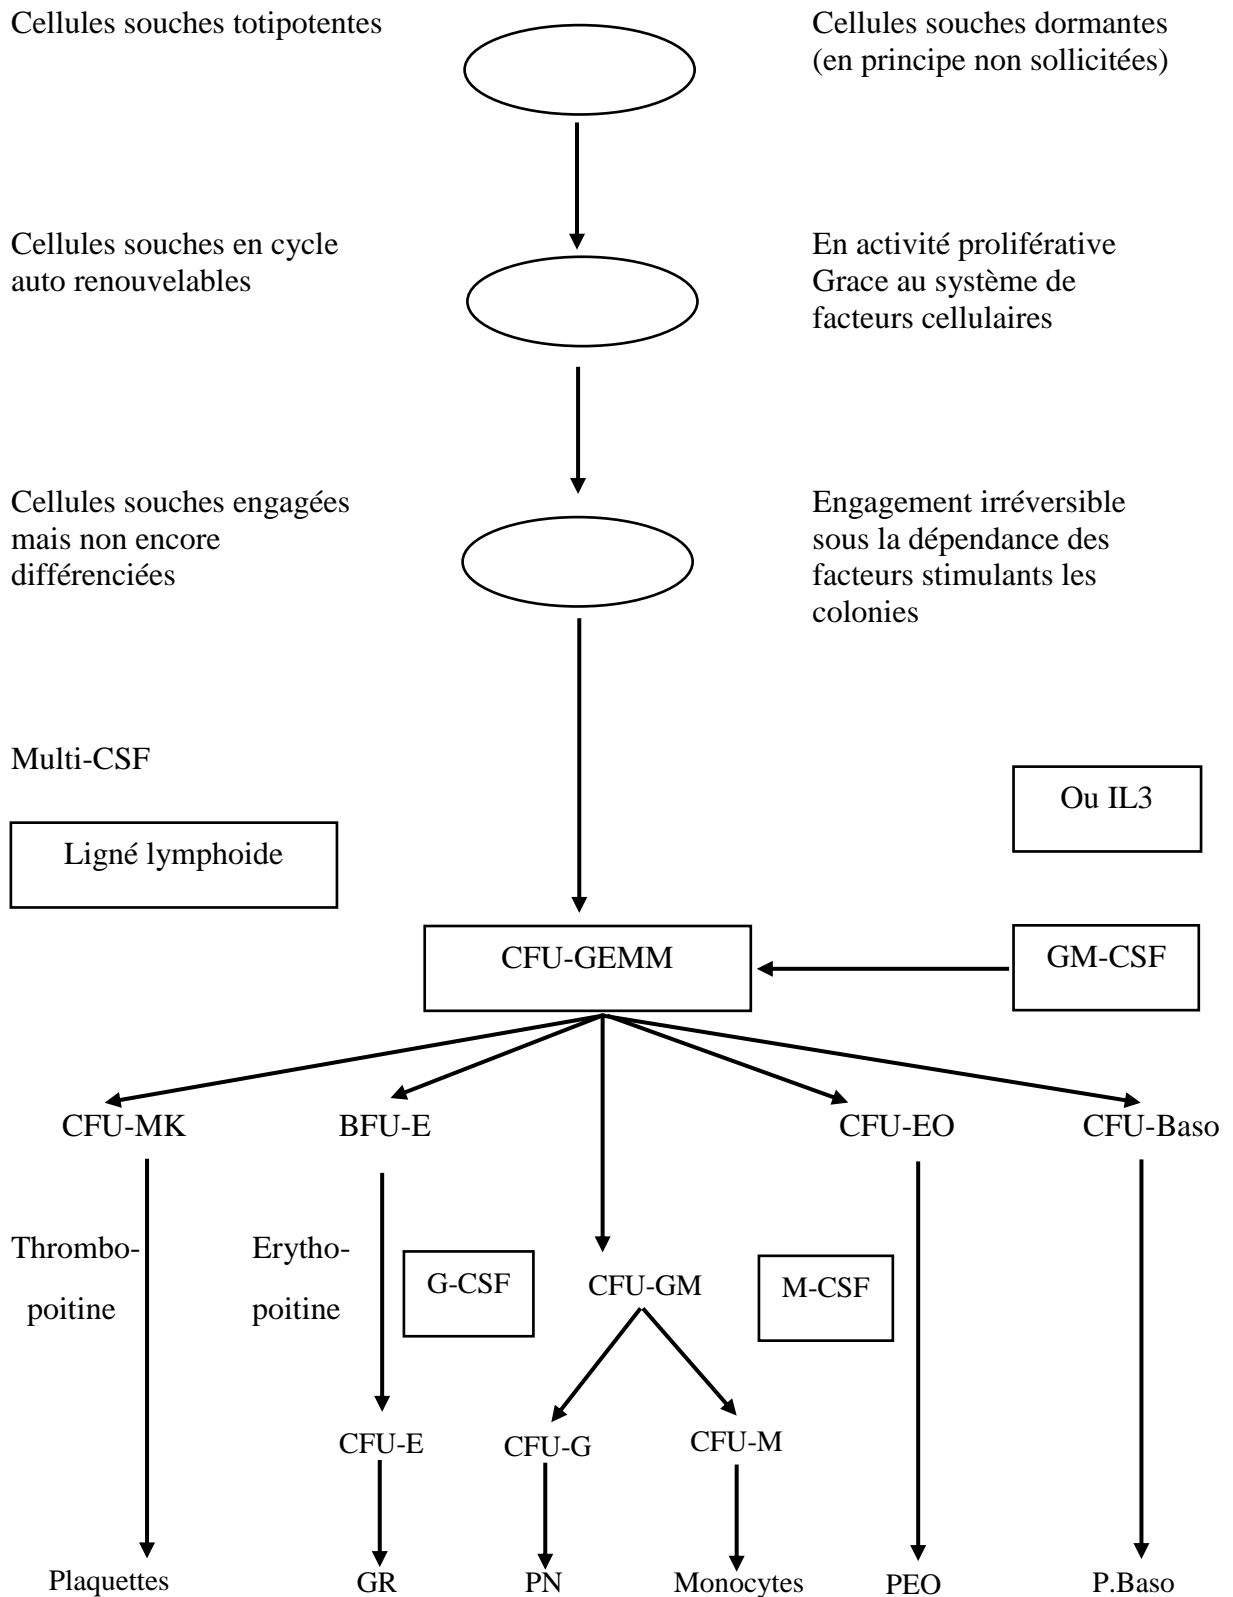 Cellules souches totipotentes
Cellules souches dormantes
(en principe non sollicitées)
Cellules souches en cycle
auto renouvelables
En activité proliférative
Grace au système de
facteurs cellulaires
Cellules souches engagées
mais non encore
différenciées
Engagement irréversible
sous la dépendance des
facteurs stimulants les
colonies
Multi-CSF
Ou IL3
Ligné lymphoide
CFU-GEMM
GM-CSF
CFU-MK
BFU-E
CFU-EO
CFU-Baso
Thrombo-
poitine
Erytho-
poitine
G-CSF
CFU-GM
M-CSF
CFU-E
CFU-G
CFU-M
Plaquettes
GR
PN
Monocytes
PEO
P.Baso